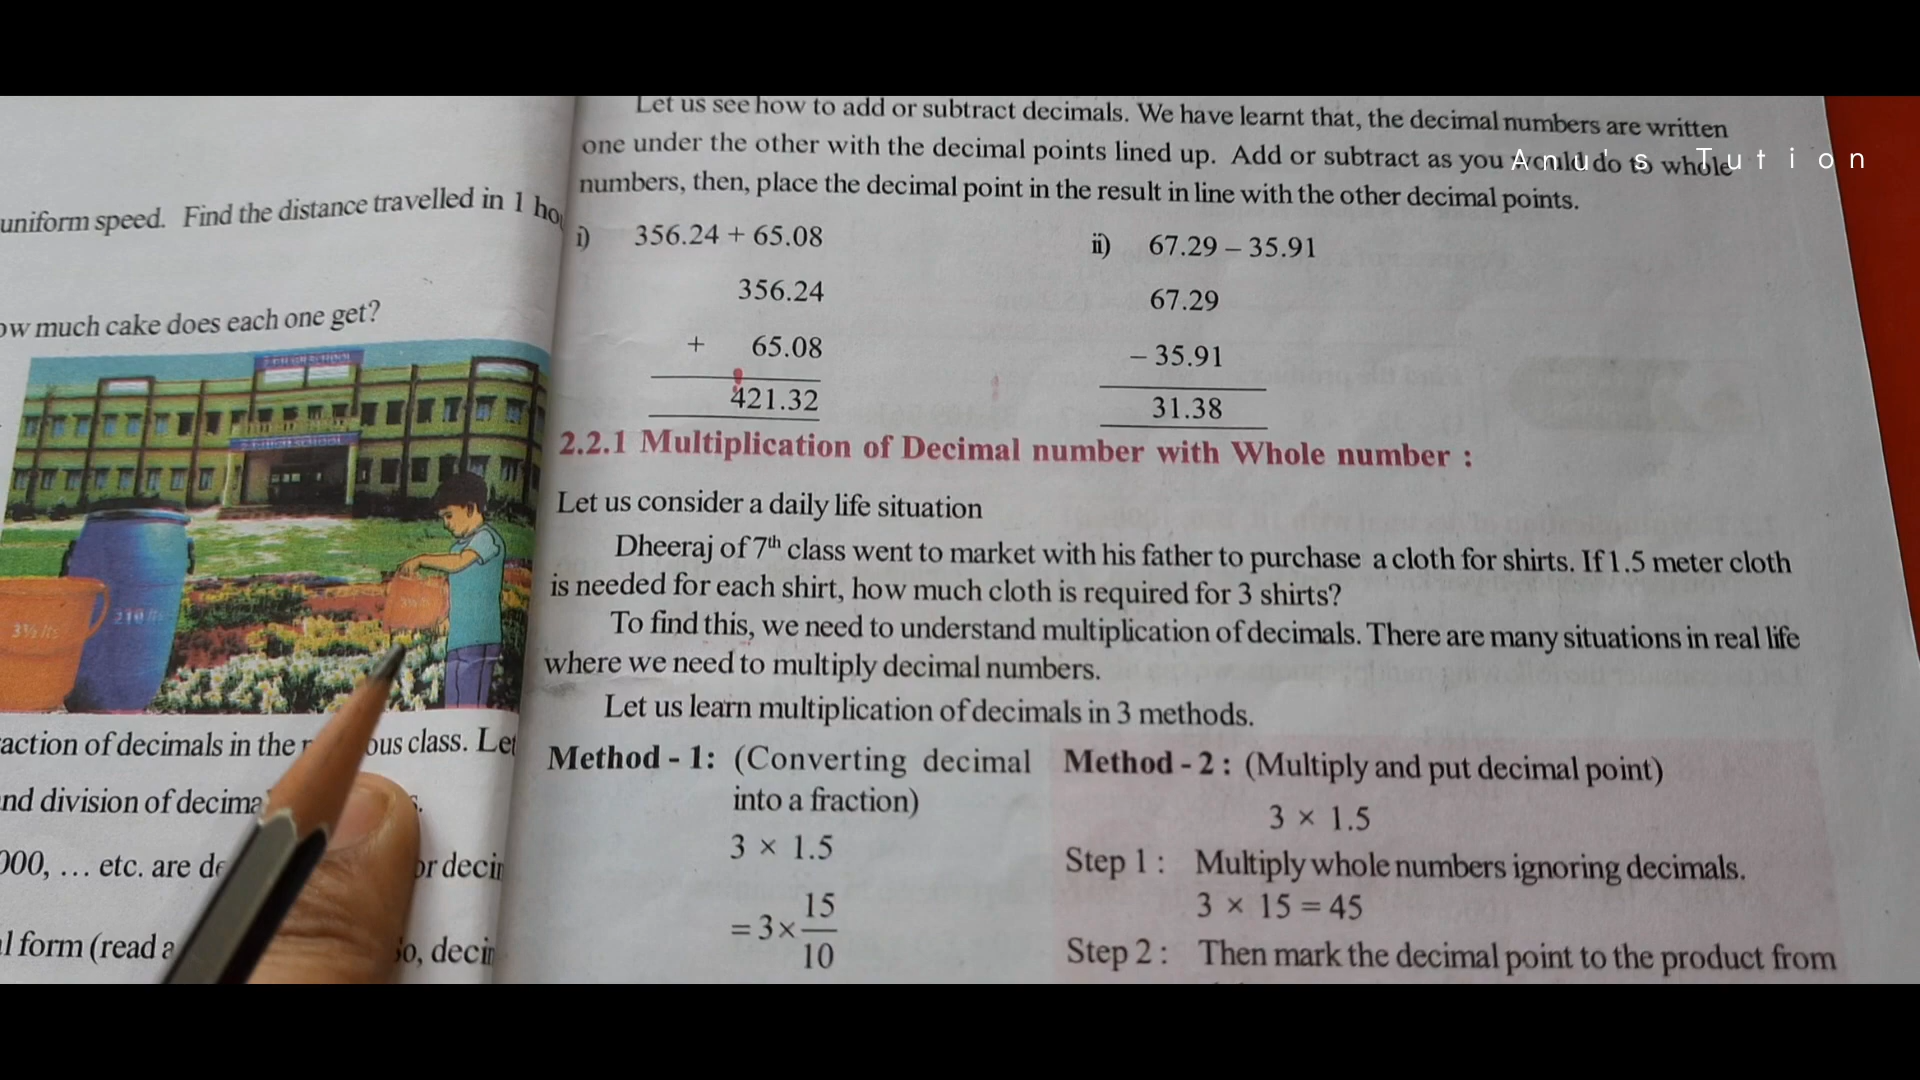 Let us see how to add or subtract decimals. We have learnt that, the decimal numbers are written
one under the other with the decimal points lined up. Add or subtract as you would do to whole
numbers, then, place the decimal point in the result in line with the other decimal points.
Anu's Tution
i) 356.24 + 65.08
356.24
+ 65.08
421.32
ii) 67.29 – 35.91
67.29
– 35.91
31.38
2.2.1 Multiplication of Decimal number with Whole number :
Let us consider a daily life situation
Dheeraj of 7th class went to market with his father to purchase a cloth for shirts. If 1.5 meter cloth
is needed for each shirt, how much cloth is required for 3 shirts?
To find this, we need to understand multiplication of decimals. There are many situations in real life
where we need to multiply decimal numbers.
Let us learn multiplication of decimals in 3 methods.
Method - 1: (Converting decimal
into a fraction)
3 × 1.5
= 3 × 15/10
Method - 2 : (Multiply and put decimal point)
3 × 1.5
Step 1 : Multiply whole numbers ignoring decimals.
3 × 15 = 45
Step 2 : Then mark the decimal point to the product from
uniform speed. Find the distance travelled in 1
much cake does each one get?
3½ lts
210
3½
of decimals in the class. Let
division of
etc. are
form (read